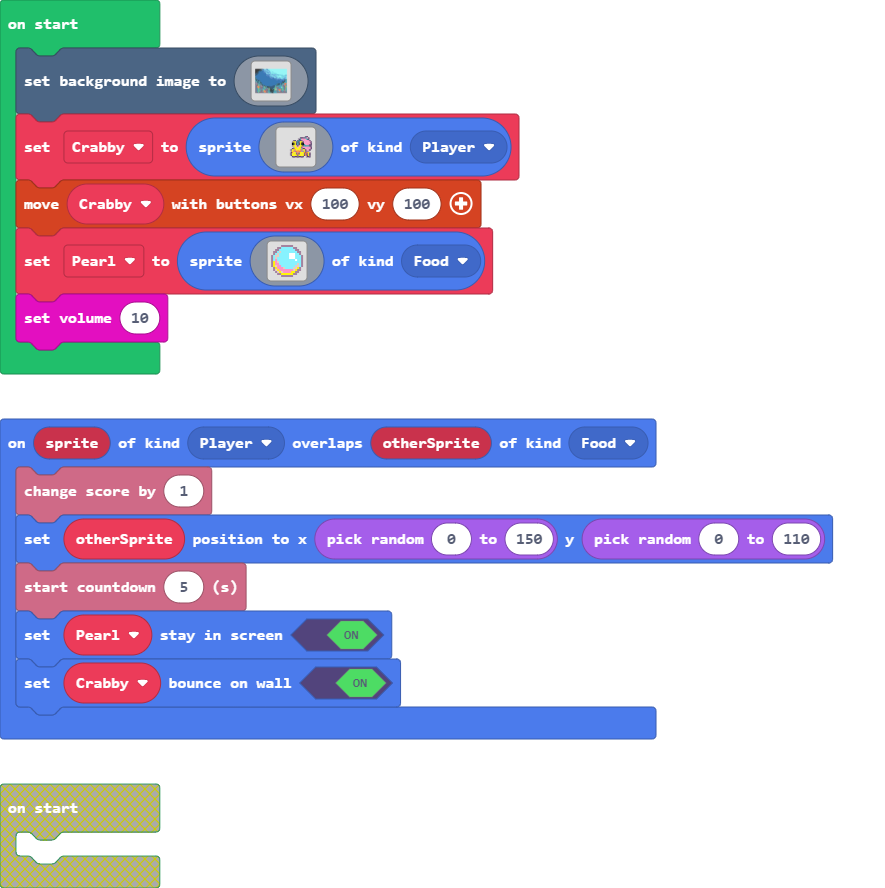 on start
set background image to
set Crabby to sprite of kind Player
move Crabby with buttons vx 100 vy 100
set Pearl to sprite of kind Food
set volume 10
on sprite of kind Player overlaps otherSprite of kind Food
change score by 1
set otherSprite position to x pick random 0 to 150 y pick random 0 to 110
start countdown 5 (s)
set Pearl stay in screen ON
set Crabby bounce on wall ON
on start